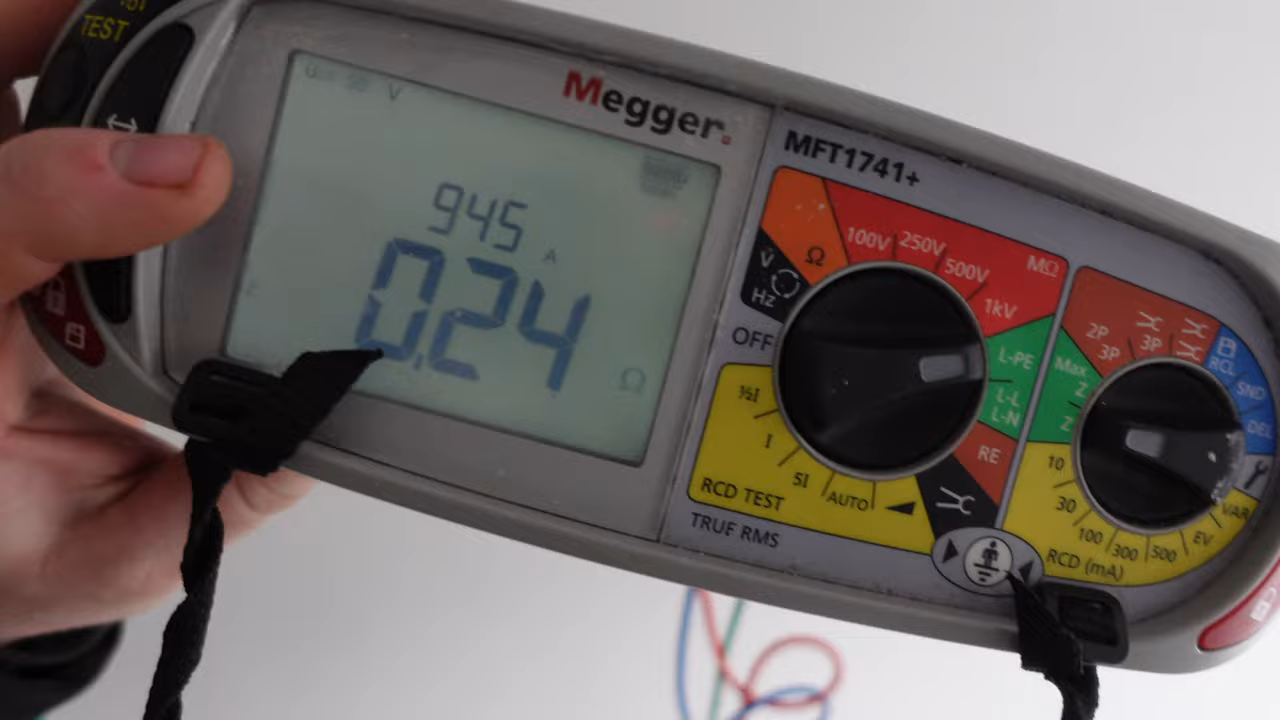 TEST
Megger.
V
945
A
0.24
Ω
MFT1741+
Ω
100V
250V
500V
1kV
MΩ
V
Hz
OFF
L-PE
L-L
L-N
RE
½I
I
5I
AUTO
RCD TEST
TRUE RMS
2P
3P
3P
Max
Z
Z
B
RCL
SND
DEL
10
30
100
300
500
EV
VAR
RCD (mA)